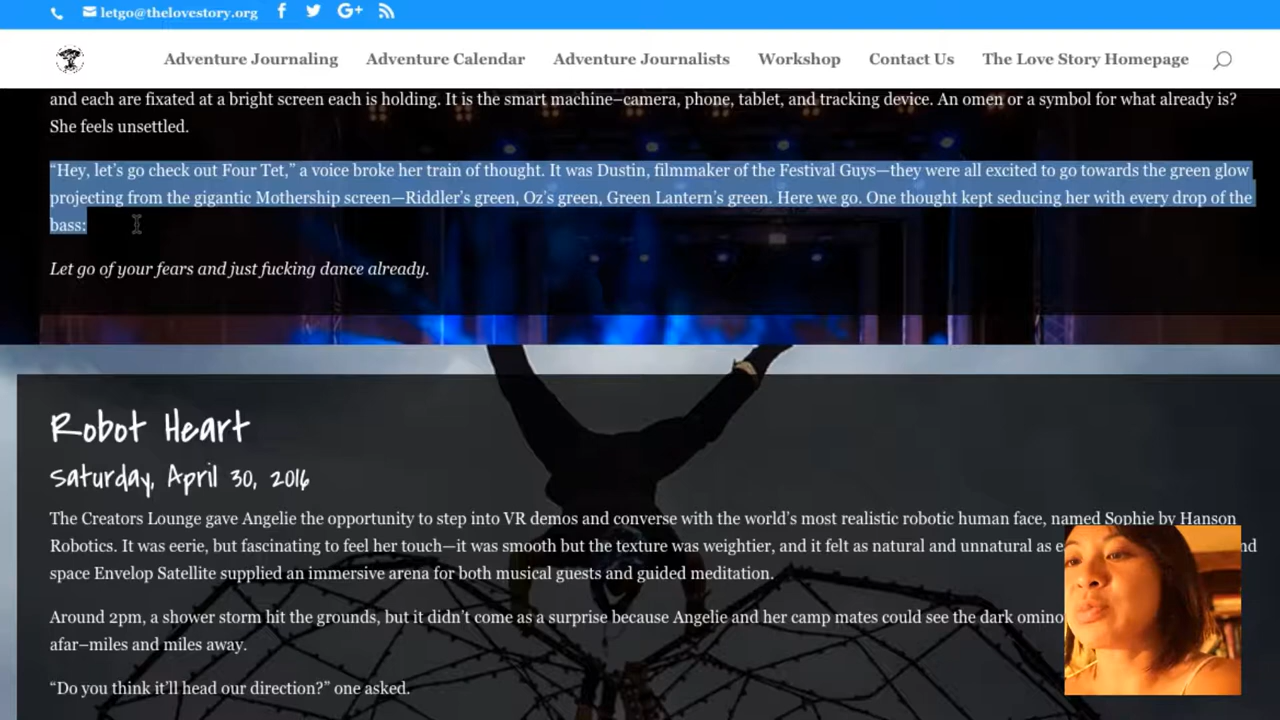 letgo@thelovestory.org
Adventure Journaling Adventure Calendar Adventure Journalists Workshop Contact Us The Love Story Homepage
and each are fixated at a bright screen each is holding. It is the smart machine–camera, phone, tablet, and tracking device. An omen or a symbol for what already is?
She feels unsettled.
“Hey, let’s go check out Four Tet,” a voice broke her train of thought. It was Dustin, filmmaker of the Festival Guys—they were all excited to go towards the green glow
projecting from the gigantic Mothership screen—Riddler’s green, Oz’s green, Green Lantern’s green. Here we go. One thought kept seducing her with every drop of the
bass:
Let go of your fears and just fucking dance already.
Robot Heart
Saturday, April 30, 2016
The Creators Lounge gave Angelie the opportunity to step into VR demos and converse with the world’s most realistic robotic human face, named Sophie by Hanson
Robotics. It was eerie, but fascinating to feel her touch—it was smooth but the texture was weightier, and it felt as natural and unnatural as
space Envelop Satellite supplied an immersive arena for both musical guests and guided meditation.
Around 2pm, a shower storm hit the grounds, but it didn’t come as a surprise because Angelie and her camp mates could see the dark
afar–miles and miles away.
“Do you think it’ll head our direction?” one asked.